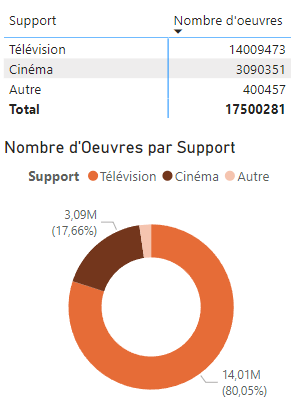 Support Nombre d'oeuvres
Télévision 14009473
Cinéma 3090351
Autre 400457
Total 17500281
Nombre d'Oeuvres par Support
Support Télévision Cinéma Autre
3,09M
(17,66%)
14,01M
(80,05%)